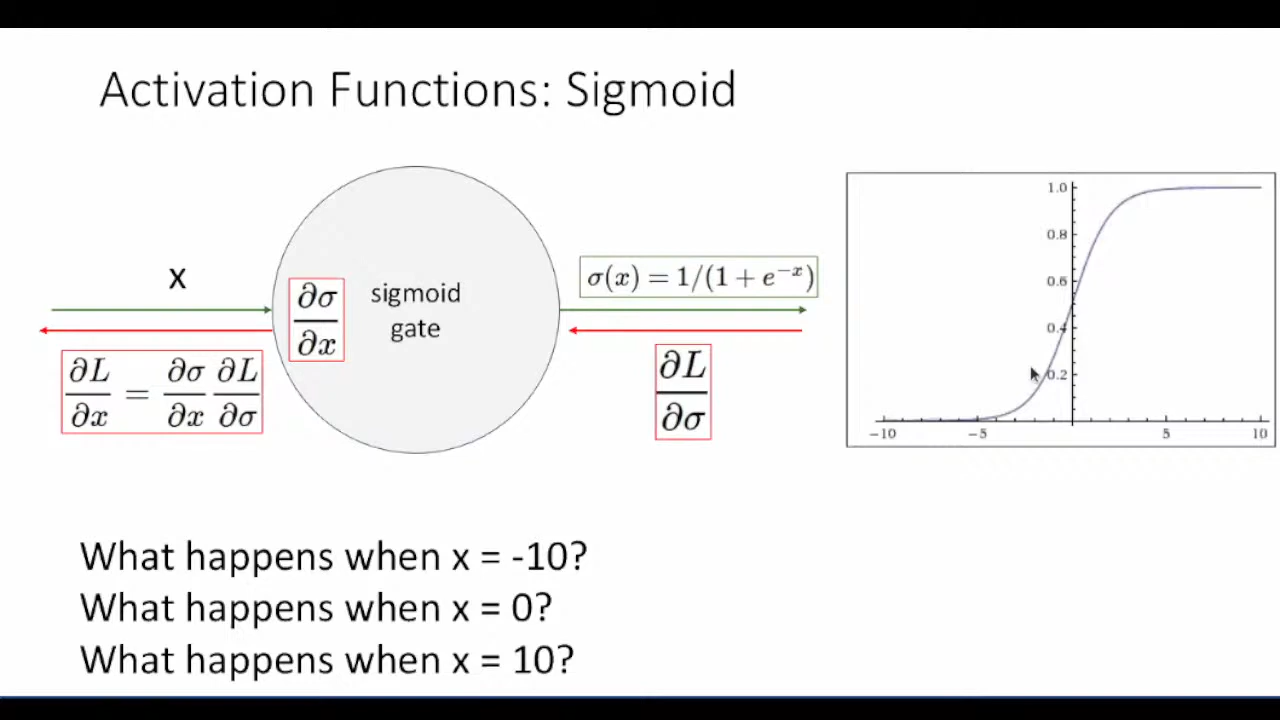 Activation Functions: Sigmoid
x
∂σ/∂x
sigmoid
gate
σ(x) = 1/(1 + e^{-x})
∂L/∂x = ∂σ/∂x ∂L/∂σ
∂L/∂σ
1.0
0.8
0.6
0.4
0.2
-10 -5 5 10
What happens when x = -10?
What happens when x = 0?
What happens when x = 10?